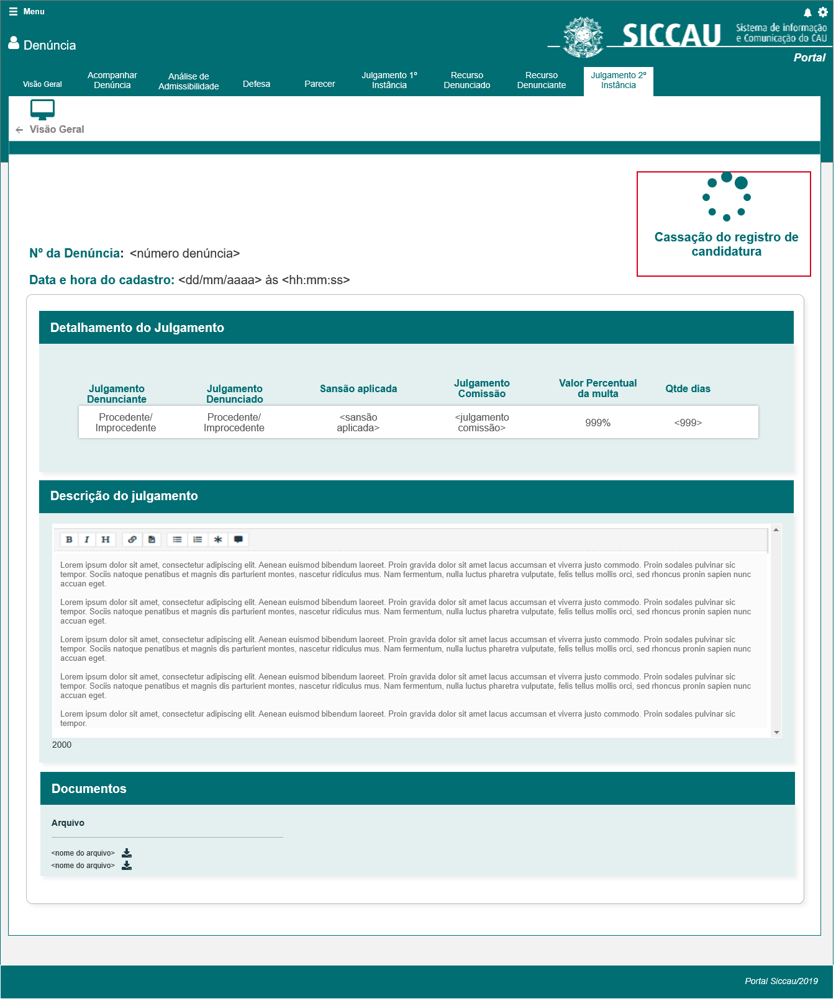 Menu
Denúncia
SICCAU
Sistema de informação
e Comunicação do CAU
Portal
Visão Geral
Acompanhar
Denúncia
Análise de
Admissibilidade
Defesa
Parecer
Julgamento 1º
Instância
Recurso
Denunciado
Recurso
Denunciante
Julgamento 2º
Instância
Visão Geral
Cassação do registro de
candidatura
Nº da Denúncia: <número denúncia>
Data e hora do cadastro: <dd/mm/aaaa> às <hh:mm:ss>
Detalhamento do Julgamento
Julgamento
Denunciante
Julgamento
Denunciado
Sansão aplicada
Julgamento
Comissão
Valor Percentual
da multa
Qtde dias
Procedente/
Improcedente
Procedente/
Improcedente
<sansão
aplicada>
<julgamento
comissão>
999%
<999>
Descrição do julgamento
B I H
Lorem ipsum dolor sit amet, consectetur adipiscing elit. Aenean euismod bibendum laoreet. Proin gravida dolor sit amet lacus accumsan et viverra justo commodo. Proin sodales pulvinar sic
tempor. Sociis natoque penatibus et magnis dis parturient montes, nascetur ridiculus mus. Nam fermentum, nulla luctus pharetra vulputate, felis tellus mollis orci, sed rhoncus pronin sapien nunc
accuan eget.
Lorem ipsum dolor sit amet, consectetur adipiscing elit. Aenean euismod bibendum laoreet. Proin gravida dolor sit amet lacus accumsan et viverra justo commodo. Proin sodales pulvinar sic
tempor. Sociis natoque penatibus et magnis dis parturient montes, nascetur ridiculus mus. Nam fermentum, nulla luctus pharetra vulputate, felis tellus mollis orci, sed rhoncus pronin sapien nunc
accuan eget.
Lorem ipsum dolor sit amet, consectetur adipiscing elit. Aenean euismod bibendum laoreet. Proin gravida dolor sit amet lacus accumsan et viverra justo commodo. Proin sodales pulvinar sic
tempor. Sociis natoque penatibus et magnis dis parturient montes, nascetur ridiculus mus. Nam fermentum, nulla luctus pharetra vulputate, felis tellus mollis orci, sed rhoncus pronin sapien nunc
accuan eget.
Lorem ipsum dolor sit amet, consectetur adipiscing elit. Aenean euismod bibendum laoreet. Proin gravida dolor sit amet lacus accumsan et viverra justo commodo. Proin sodales pulvinar sic
tempor. Sociis natoque penatibus et magnis dis parturient montes, nascetur ridiculus mus. Nam fermentum, nulla luctus pharetra vulputate, felis tellus mollis orci, sed rhoncus pronin sapien nunc
accuan eget.
Lorem ipsum dolor sit amet, consectetur adipiscing elit. Aenean euismod bibendum laoreet. Proin gravida dolor sit amet lacus accumsan et viverra justo commodo. Proin sodales pulvinar sic
tempor.
2000
Documentos
Arquivo
<nome do arquivo>
<nome do arquivo>
Portal Siccau/2019